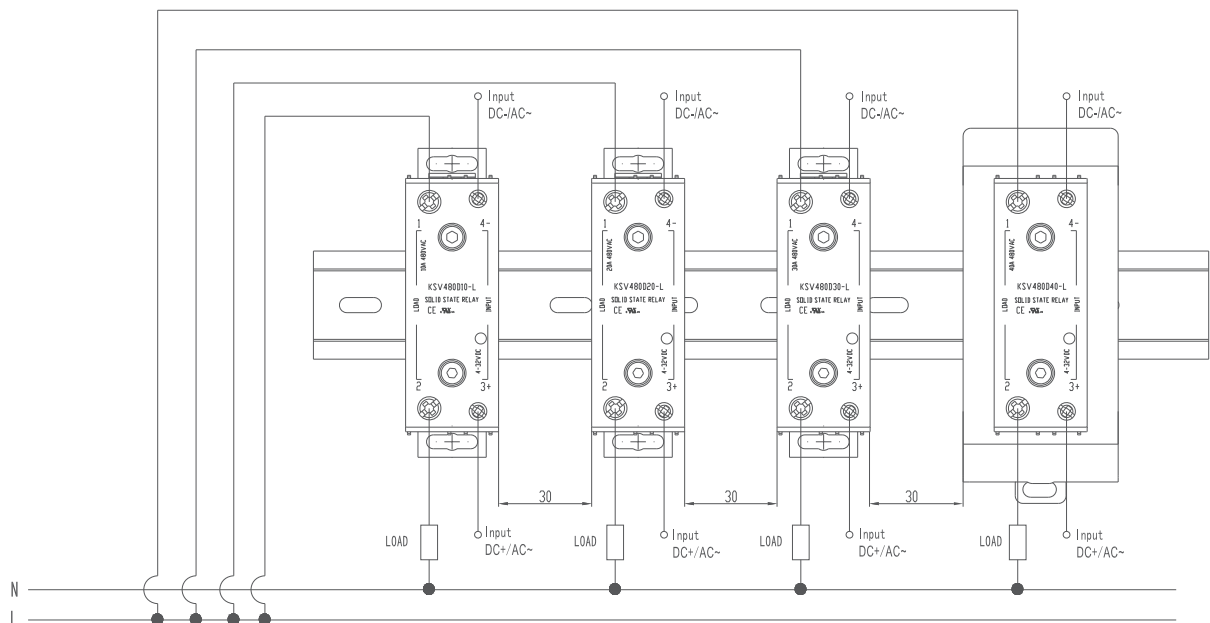 Input
DC-/AC~
Input
DC-/AC~
Input
DC-/AC~
Input
DC-/AC~
1
4-
10A 480VAC
KSV480D10-L
LOAD
SOLID STATE RELAY
INPUT
CE
4-32VDC
2
3+
1
4-
20A 480VAC
KSV480D20-L
LOAD
SOLID STATE RELAY
INPUT
CE
4-32VDC
2
3+
1
4-
30A 480VAC
KSV480D30-L
LOAD
SOLID STATE RELAY
INPUT
CE
4-32VDC
2
3+
1
4-
40A 480VAC
KSV480D40-L
LOAD
SOLID STATE RELAY
INPUT
CE
4-32VDC
2
3+
30
30
30
LOAD
Input
DC+/AC~
LOAD
Input
DC+/AC~
LOAD
Input
DC+/AC~
LOAD
Input
DC+/AC~
N
L